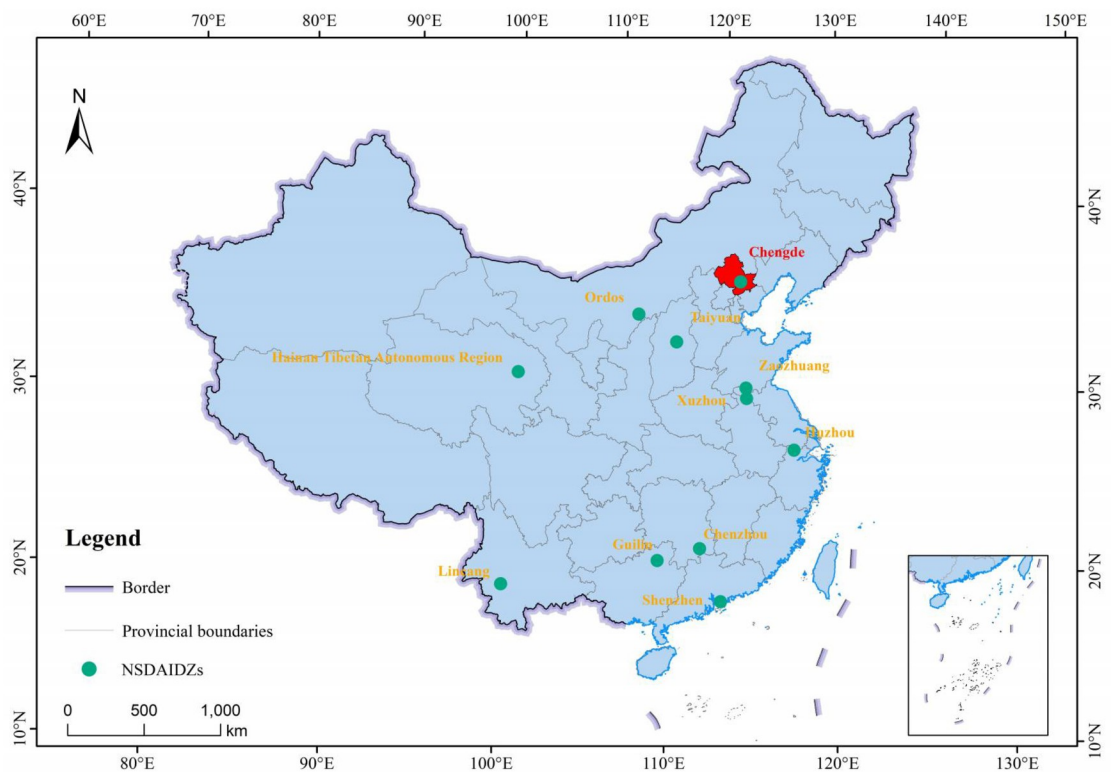 60°E 70°E 80°E 90°E 100°E 110°E 120°E 130°E 140°E 150°E
N
40°N
40°N
Chengde
Ordos
Taiyuan
Hainan Tibetan Autonomous Region
Zaozhuang
30°N
30°N
Xuzhou
Huzhou
Legend
Chenzhou
Guilin
20°N
20°N
Lincang
Border
Shenzhen
Provincial boundaries
NSDAIDZs
0 500 1,000
km
10°N
10°N
80°E 90°E 100°E 110°E 120°E 130°E